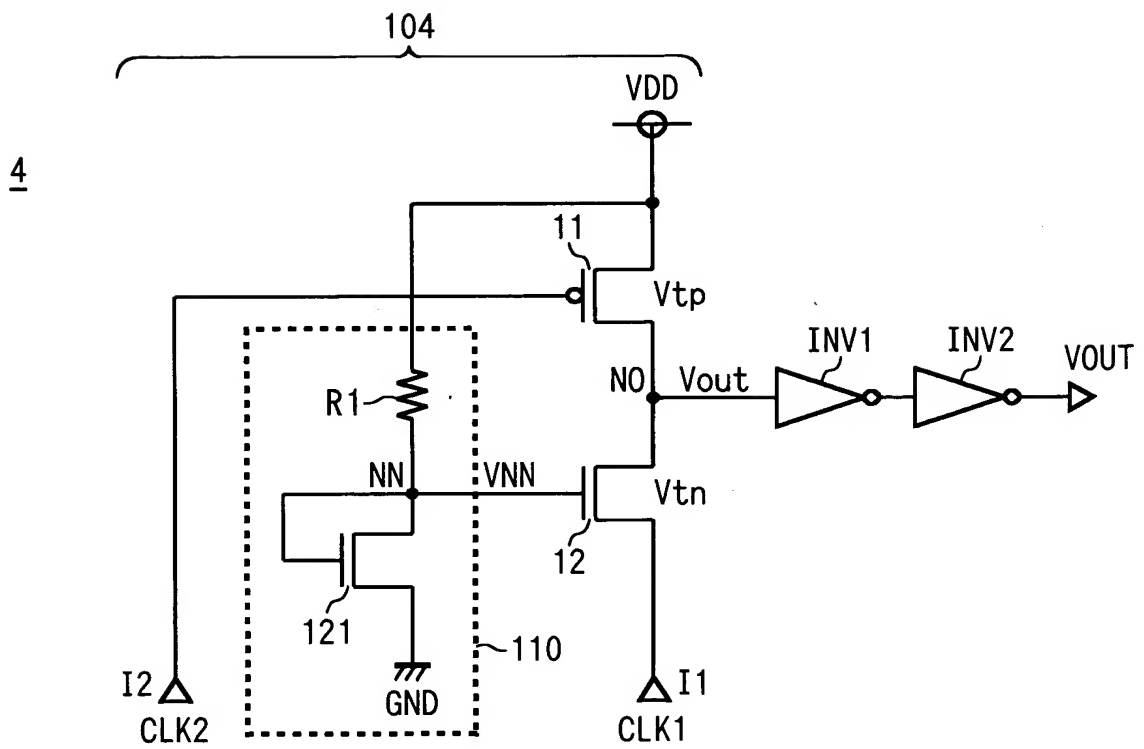 104
VDD
4
11
Vtp
INV1
INV2
VOUT
R1
NO
Vout
NN
VNN
Vtn
12
121
110
I2
GND
I1
CLK2
CLK1